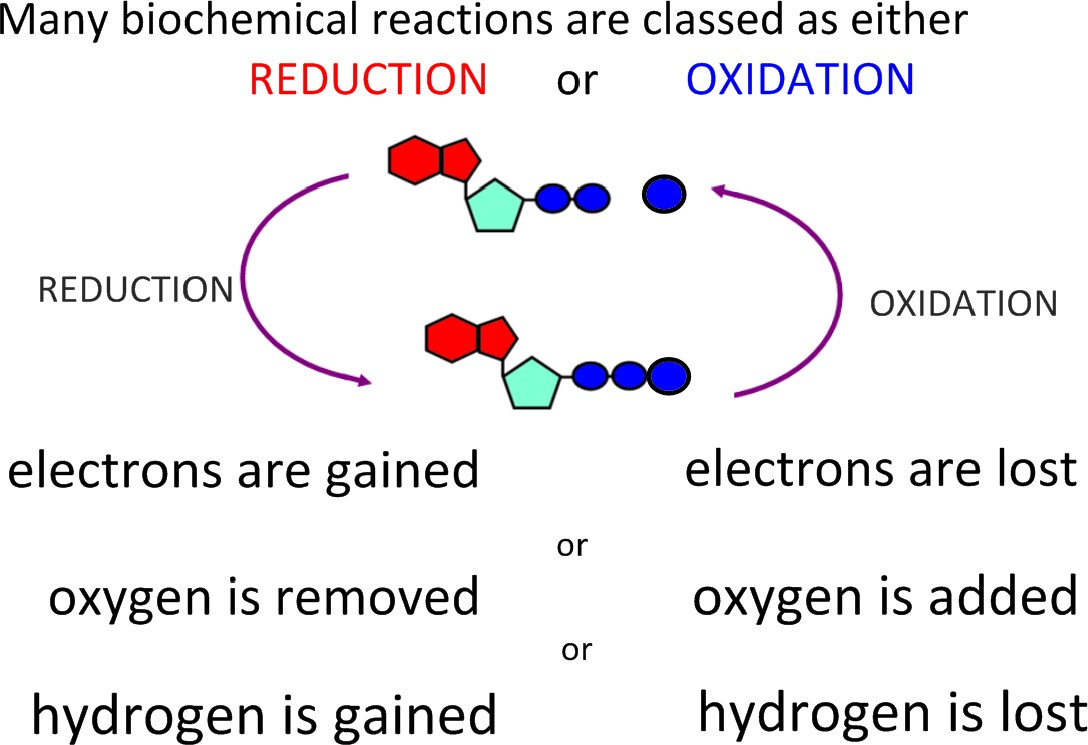 Many biochemical reactions are classed as either
REDUCTION or OXIDATION
REDUCTION
OXIDATION
electrons are gained electrons are lost
or
oxygen is removed oxygen is added
or
hydrogen is gained hydrogen is lost